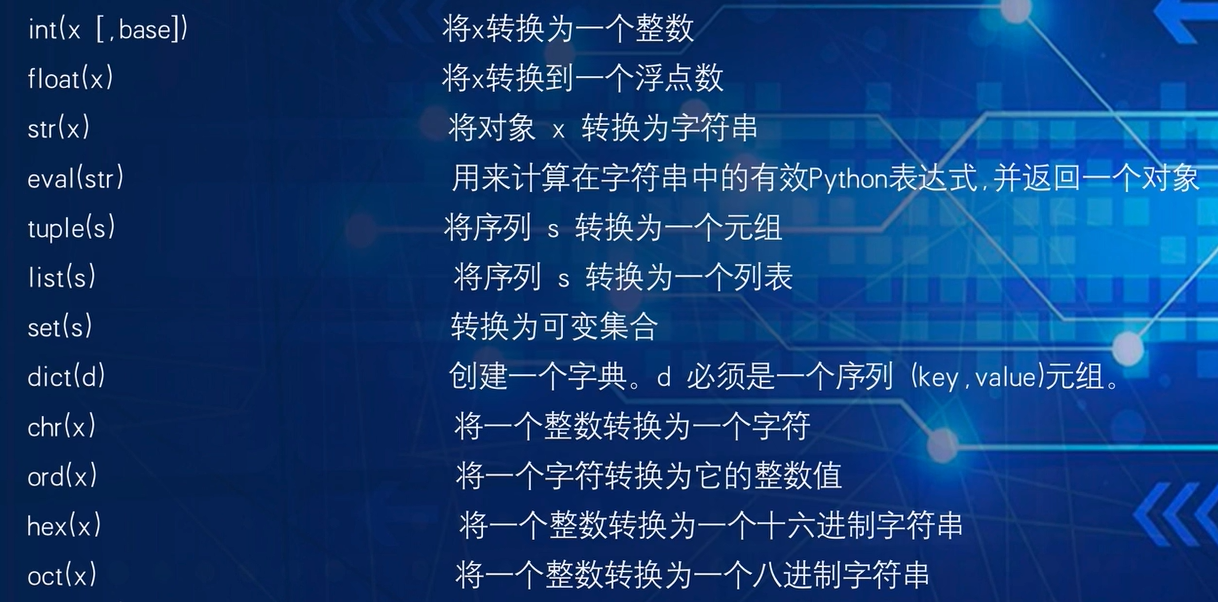 int(x [,base]) 将x转换为一个整数
float(x) 将x转换到一个浮点数
str(x) 将对象 x 转换为字符串
eval(str) 用来计算在字符串中的有效Python表达式,并返回一个对象
tuple(s) 将序列 s 转换为一个元组
list(s) 将序列 s 转换为一个列表
set(s) 转换为可变集合
dict(d) 创建一个字典。d 必须是一个序列 (key,value)元组。
chr(x) 将一个整数转换为一个字符
ord(x) 将一个字符转换为它的整数值
hex(x) 将一个整数转换为一个十六进制字符串
oct(x) 将一个整数转换为一个八进制字符串